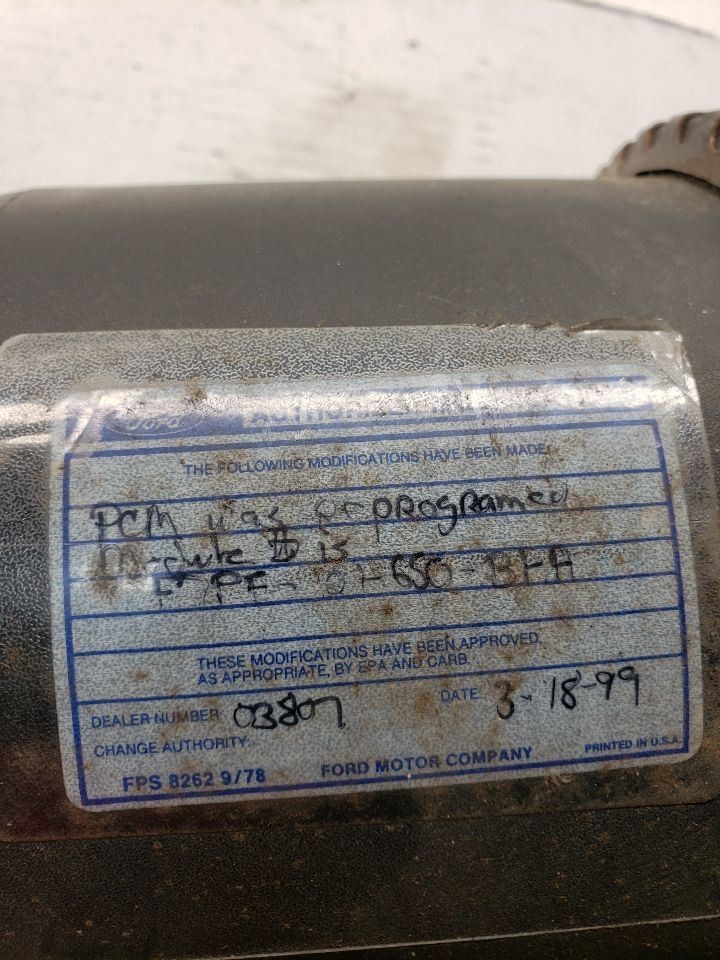 Ford
THE FOLLOWING MODIFICATIONS HAVE BEEN MADE:
PCM was reprogramed
Module # is
THESE MODIFICATIONS HAVE BEEN APPROVED,
AS APPROPRIATE, BY EPA AND CARB.
DEALER NUMBER 03807 DATE 3-18-99
CHANGE AUTHORITY:
FPS 8262 9/78 FORD MOTOR COMPANY PRINTED IN U.S.A.